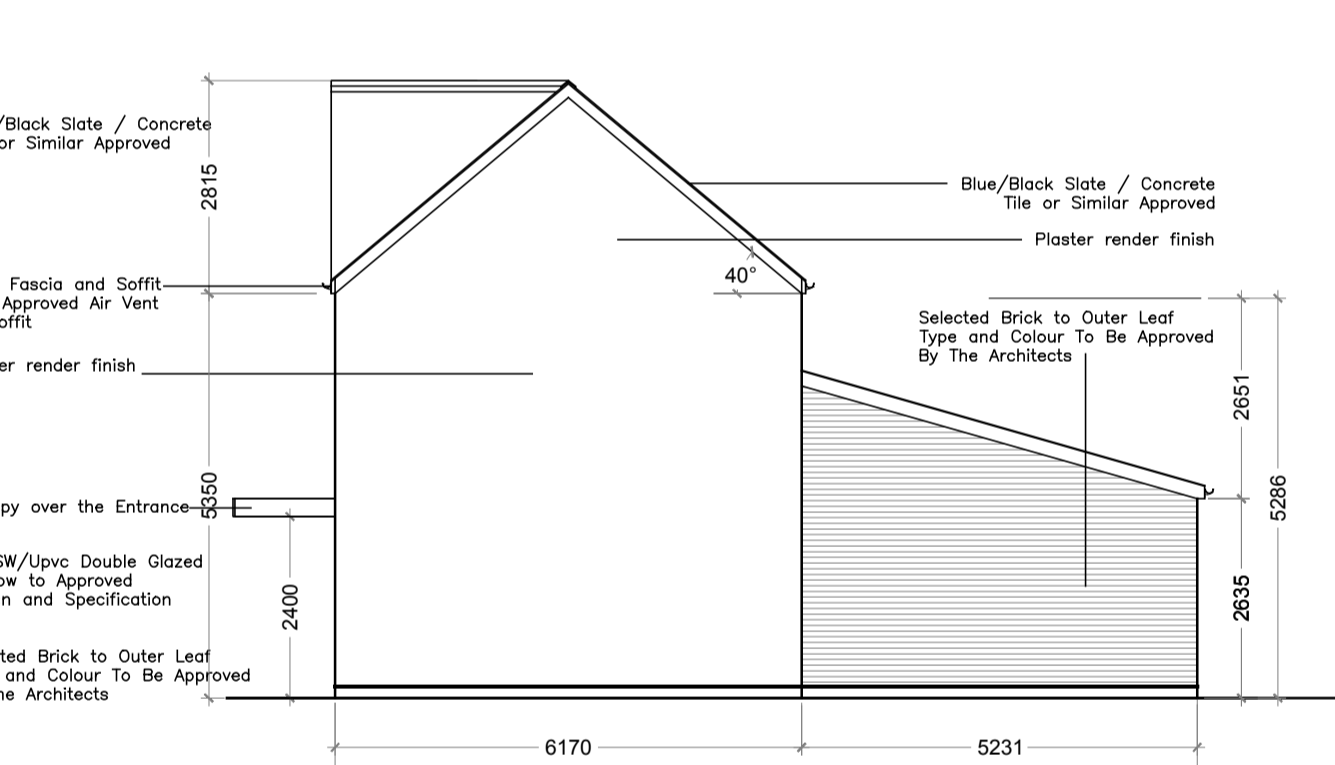 /Black Slate / Concrete
or Similar Approved
2815
Fascia and Soffit
Approved Air Vent
offit
er render finish
5350
py over the Entrance
SW/Upvc Double Glazed
ow to Approved
n and Specification
2400
ted Brick to Outer Leaf
and Colour To Be Approved
he Architects
Blue/Black Slate / Concrete
Tile or Similar Approved
Plaster render finish
40°
Selected Brick to Outer Leaf
Type and Colour To Be Approved
By The Architects
2651
5286
2635
6170
5231